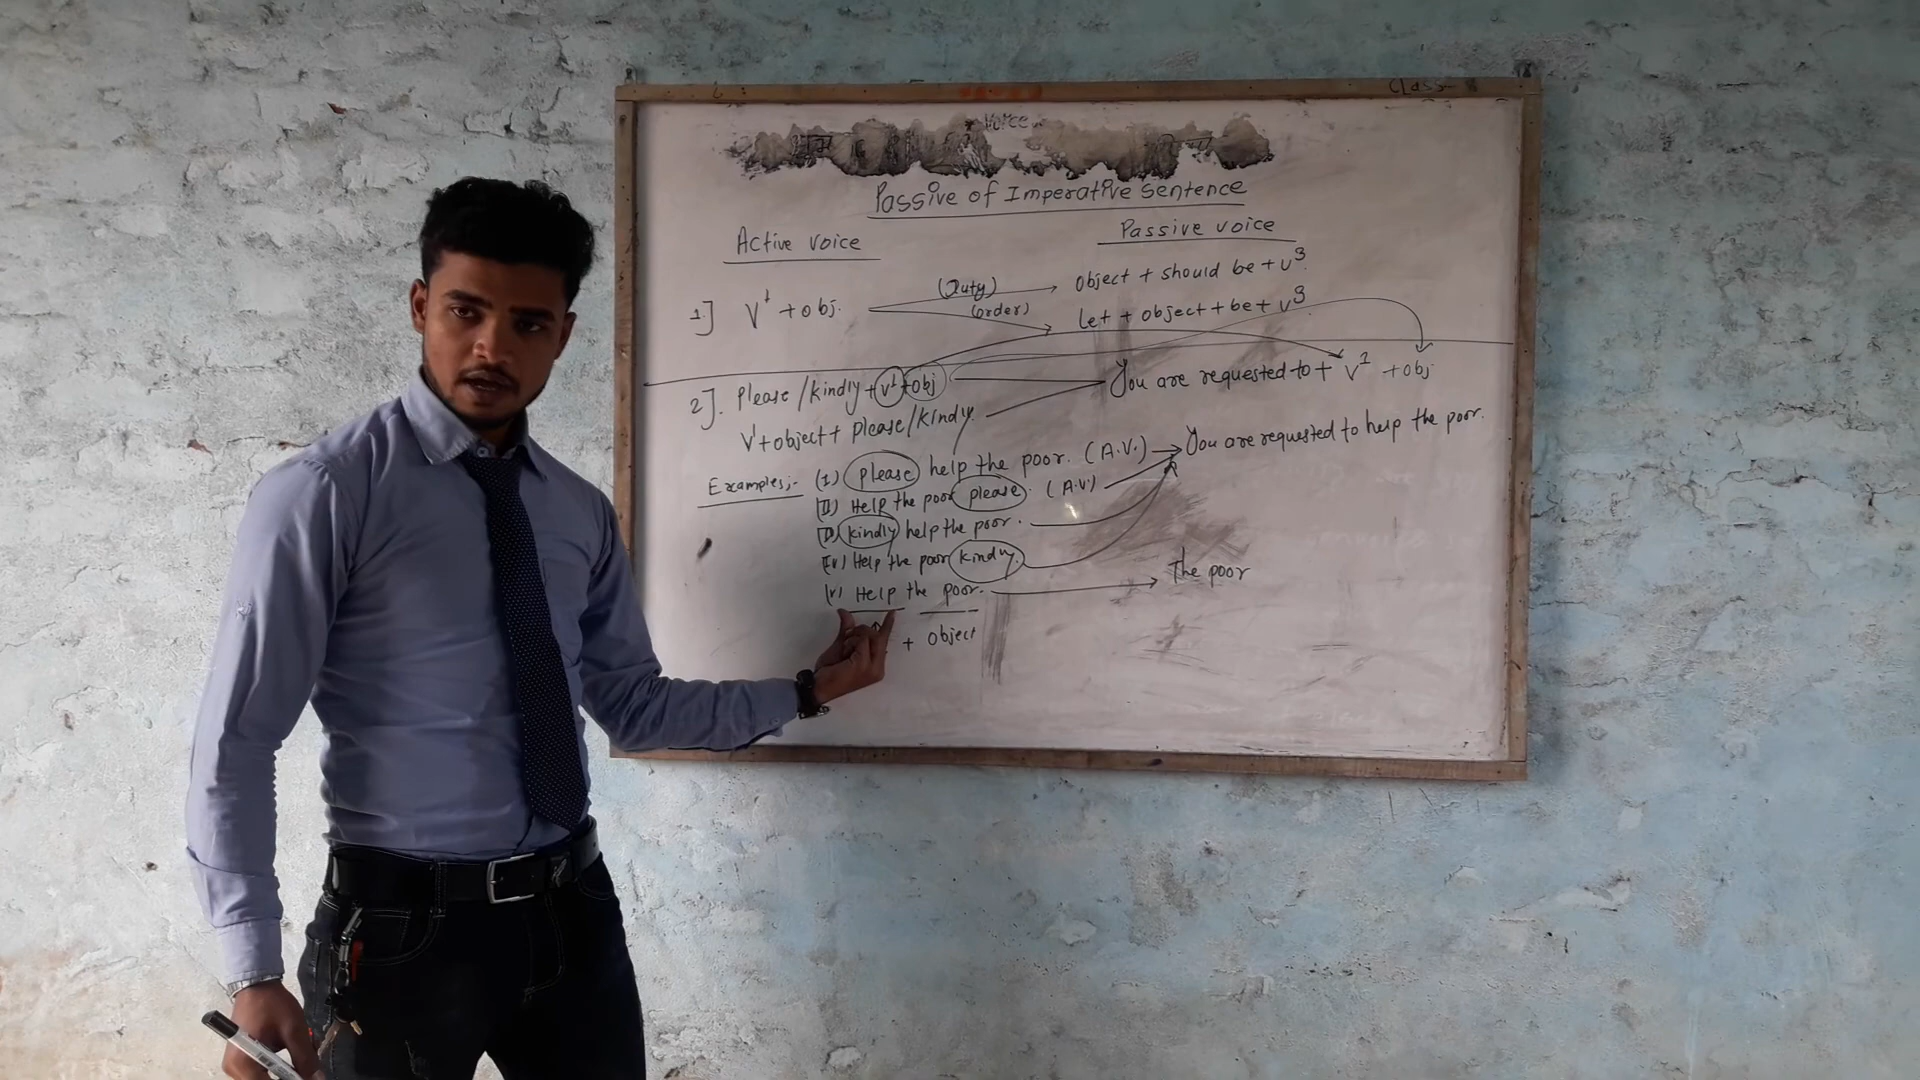 Class-
Voice
Passive of Imperative Sentence
Active voice
Passive voice
1] V¹ + obj.
(Duty)
(order)
object + should be + v³.
let + object + be + v³.
2]. Please/kindly + v¹ + obj
You are requested to + V¹ + obj
V¹ + object + please/kindly.
Examples;- (I) please help the poor. (A.V.)
You are requested to help the poor.
(II) Help the poor please. (A.V.)
kindly help the poor.
(IV) Help the poor kindly.
(V) Help the poor.
The poor
+ object